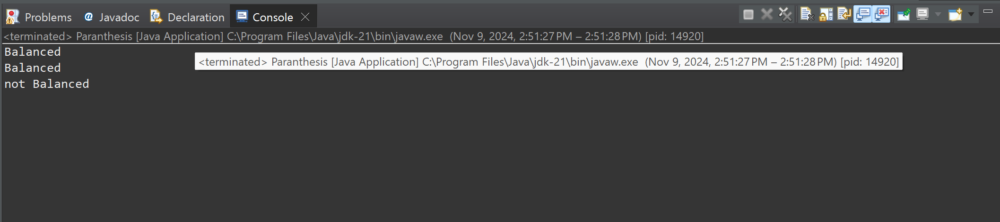 Problems @ Javadoc Declaration Console
<terminated> Paranthesis [Java Application] C:\Program Files\Java\jdk-21\bin\javaw.exe (Nov 9, 2024, 2:51:27 PM – 2:51:28 PM) [pid: 14920]
Balanced
<terminated> Paranthesis [Java Application] C:\Program Files\Java\jdk-21\bin\javaw.exe (Nov 9, 2024, 2:51:27 PM – 2:51:28 PM) [pid: 14920]
Balanced
not Balanced